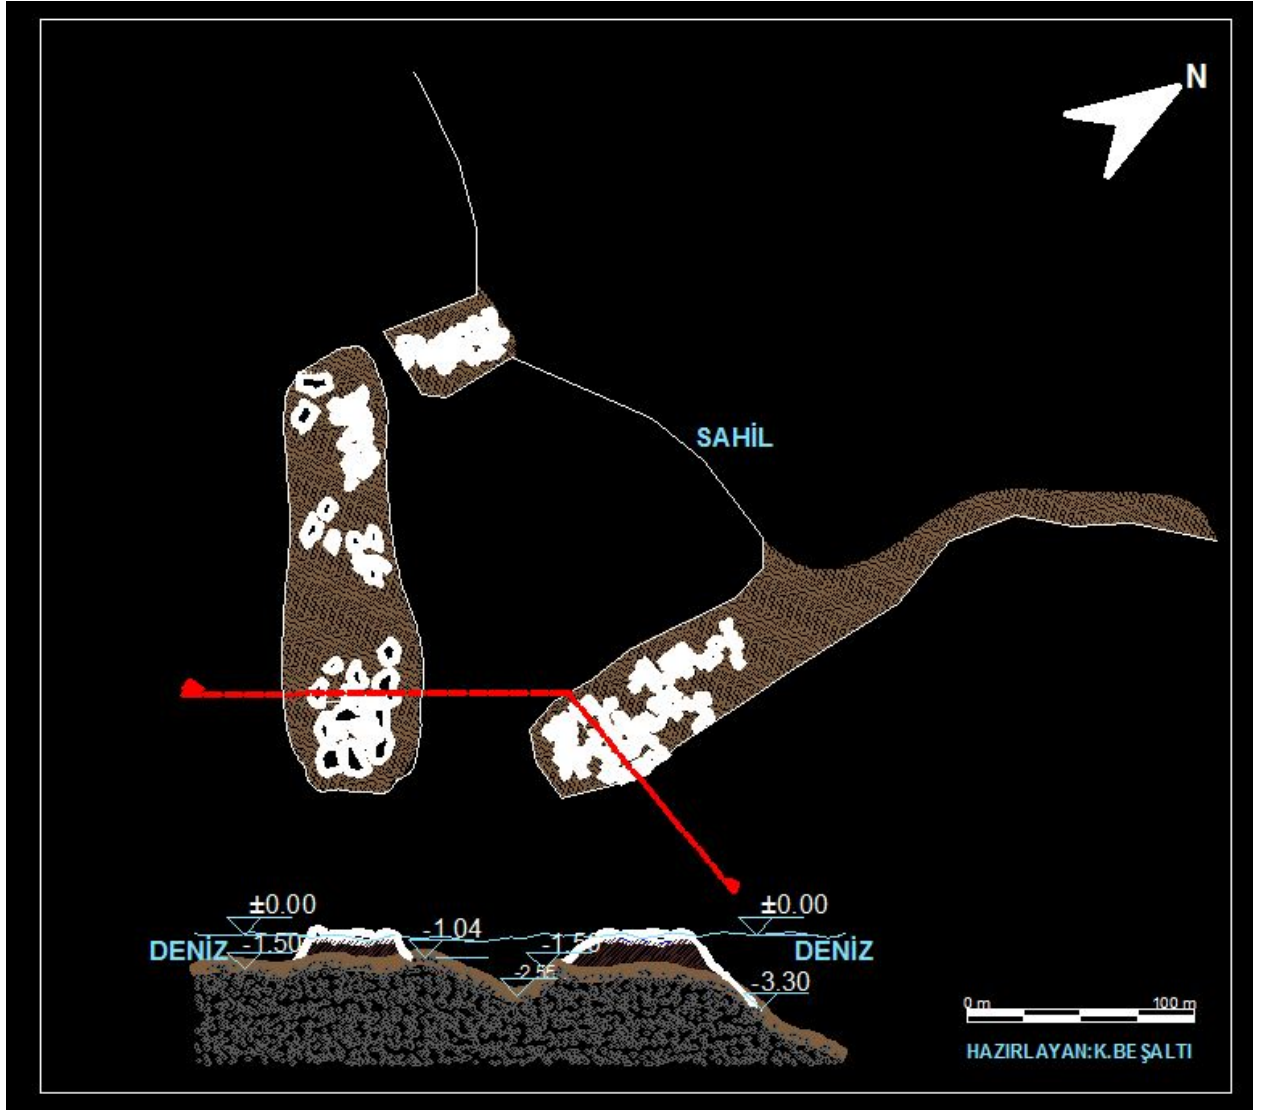 N
SAHİL
±0.00
±0.00
-1.04
DENİZ
-1.50
-1.50
DENİZ
-2.55
-3.30
0 m
100 m
HAZIRLAYAN:K.BEŞALTI